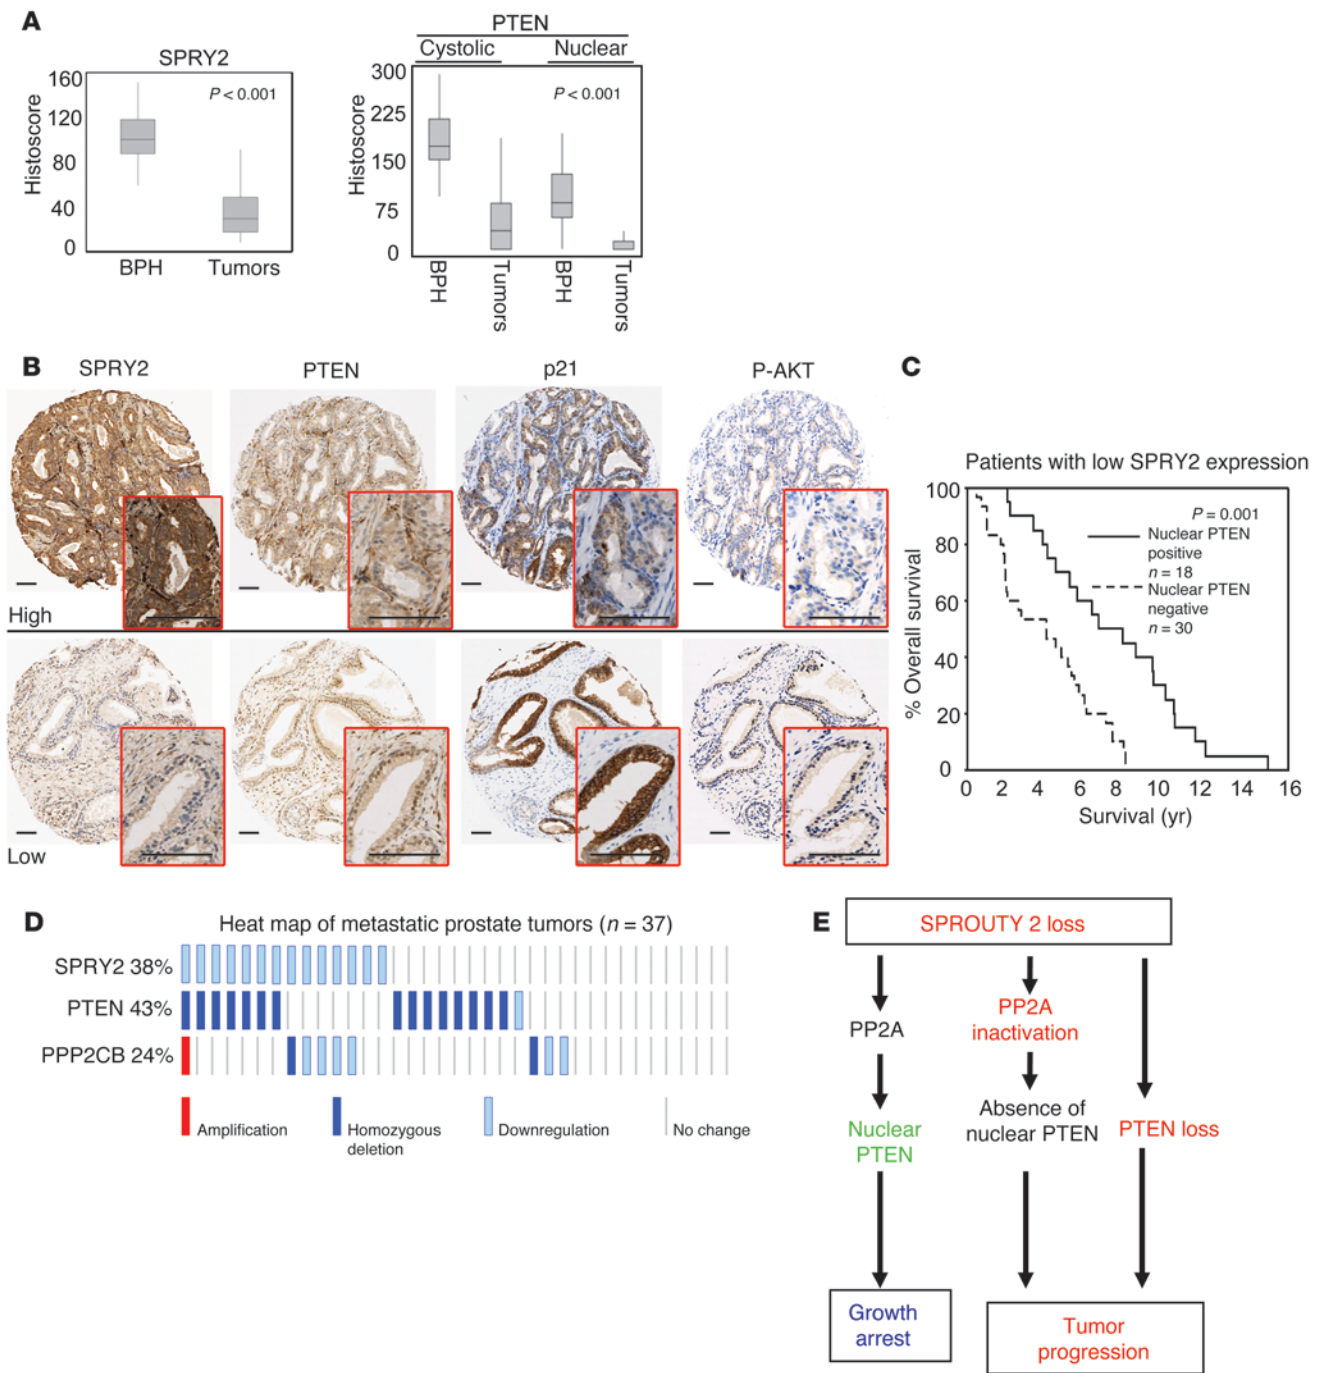 A
SPRY2
Histoscore
160
120
80
40
0
P < 0.001
BPH
Tumors
PTEN
Cystolic
Nuclear
Histoscore
300
225
150
75
0
P < 0.001
BPH
Tumors
BPH
Tumors
B
SPRY2
PTEN
p21
P-AKT
High
Low
C
Patients with low SPRY2 expression
% Overall survival
100
80
60
40
20
0
P = 0.001
Nuclear PTEN
positive
n = 18
Nuclear PTEN
negative
n = 30
0 2 4 6 8 10 12 14 16
Survival (yr)
D
Heat map of metastatic prostate tumors (n = 37)
SPRY2 38%
PTEN 43%
PPP2CB 24%
Amplification
Homozygous
deletion
Downregulation
No change
E
SPROUTY 2 loss
PP2A
PP2A
inactivation
Nuclear
PTEN
Absence of
nuclear PTEN
PTEN loss
Growth
arrest
Tumor
progression